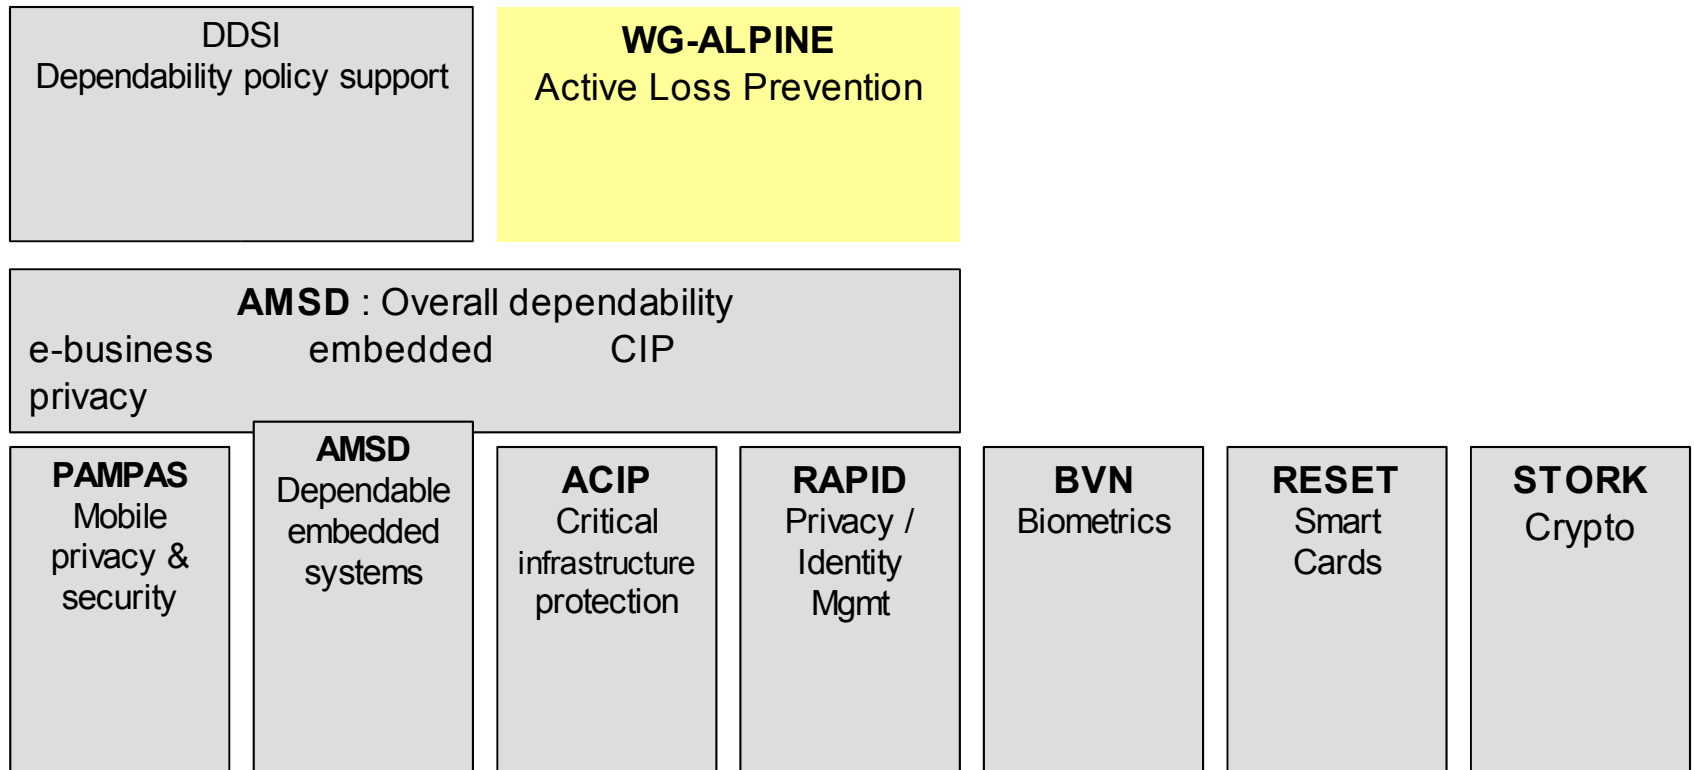 DDSI
Dependability policy support
WG-ALPINE
Active Loss Prevention
AMSD : Overall dependability
e-business embedded CIP
privacy
PAMPAS
Mobile
privacy &
security
AMSD
Dependable
embedded
systems
ACIP
Critical
infrastructure
protection
RAPID
Privacy /
Identity
Mgmt
BVN
Biometrics
RESET
Smart
Cards
STORK
Crypto